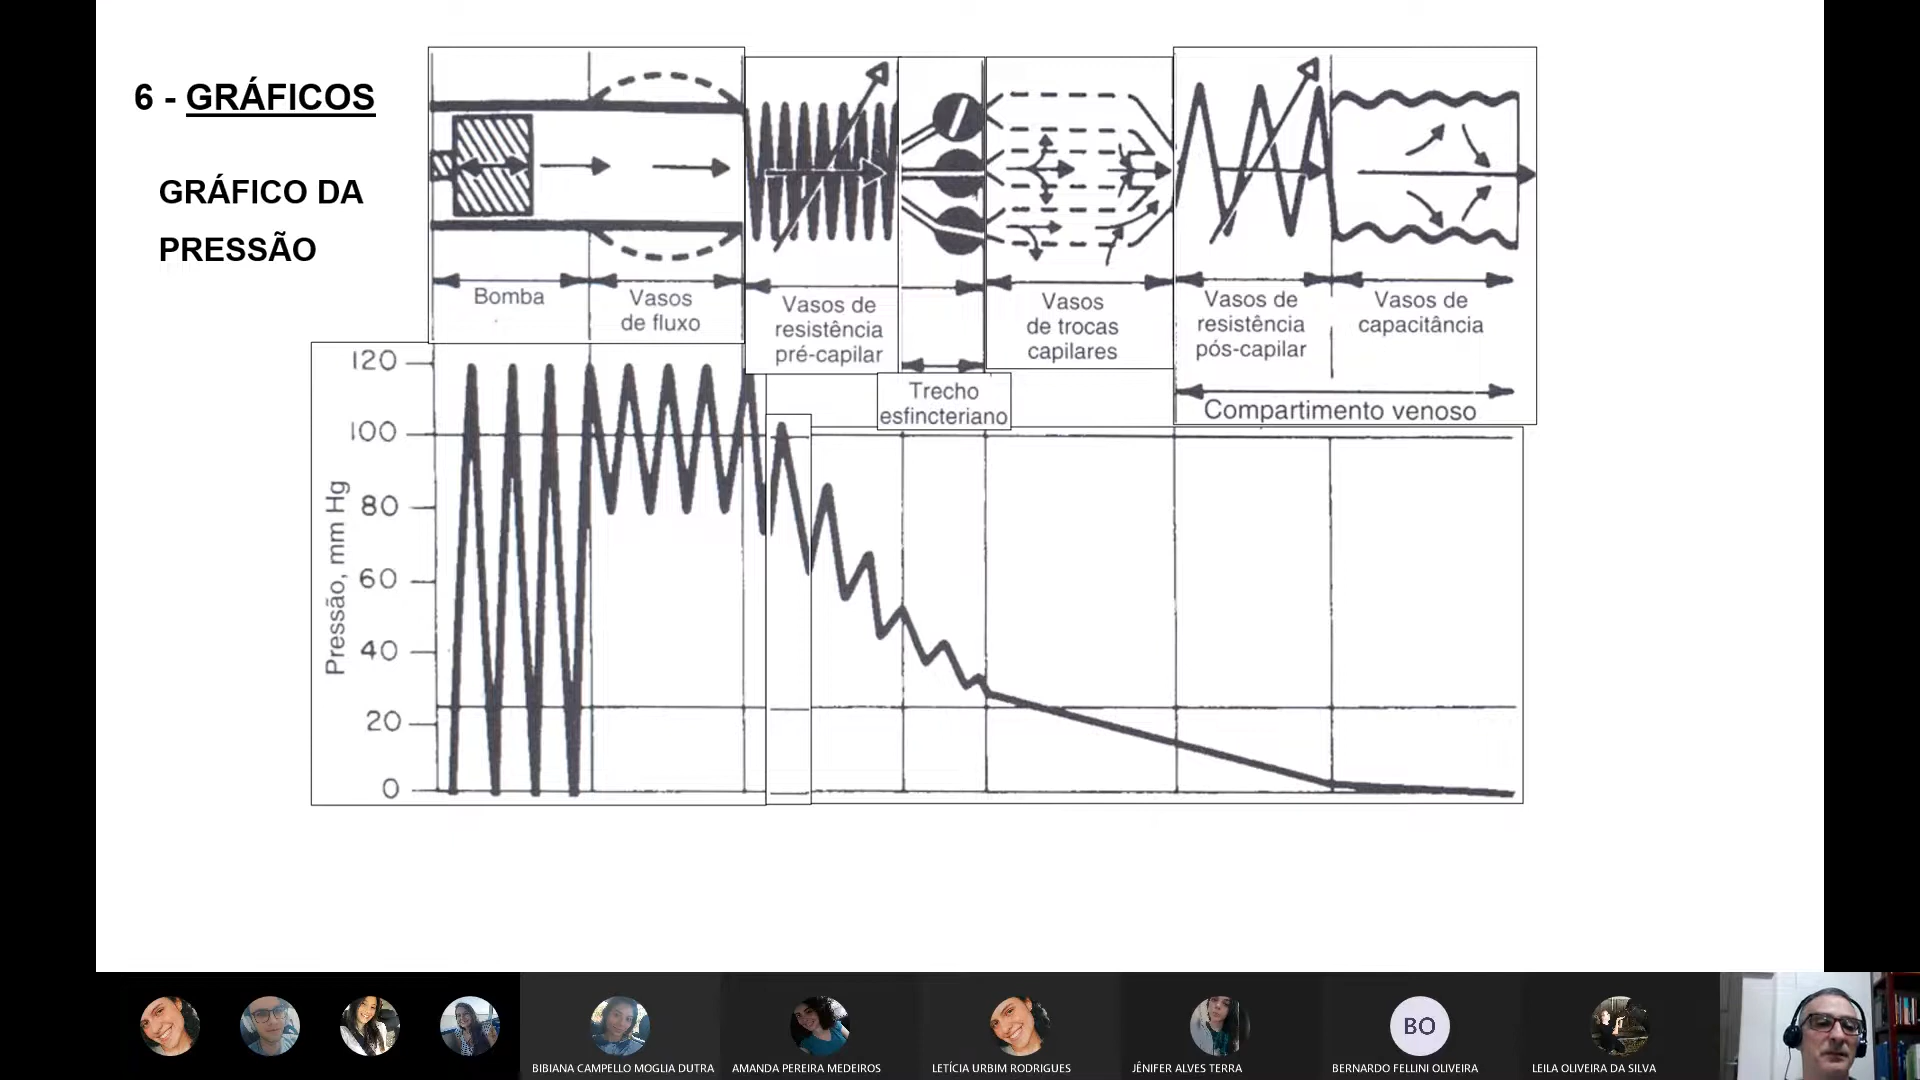 6 - GRÁFICOS
GRÁFICO DA
PRESSÃO
Bomba
Vasos
de fluxo
Vasos de
resistência
pré-capilar
Trecho
esfincteriano
Vasos
de trocas
capilares
Vasos de
resistência
pós-capilar
Vasos de
capacitância
Compartimento venoso
Pressão, mm Hg
120
100
80
60
40
20
0
BIBIANA CAMPELLO MOGLIA DUTRA
AMANDA PEREIRA MEDEIROS
LETÍCIA URBIM RODRIGUES
JÊNIFER ALVES TERRA
BO
BERNARDO FELLINI OLIVEIRA
LEILA OLIVEIRA DA SILVA